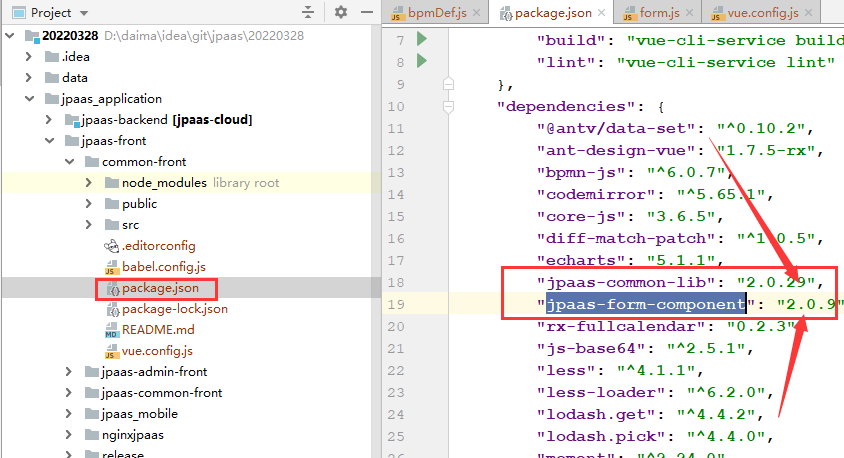 Project
20220328 D:\daima\idea\git\jpaas\20220328
.idea
data
jpaas_application
jpaas-backend [jpaas-cloud]
jpaas-front
common-front
node_modules library root
public
src
.editorconfig
babel.config.js
package.json
package-lock.json
README.md
vue.config.js
jpaas-admin-front
jpaas-common-front
jpaas_mobile
nginxjpaas
release
bpmDef.js
package.json
form.js
vue.config.js
7 "build": "vue-cli-service build
8 "lint": "vue-cli-service lint"
9 },
10 "dependencies": {
11 "@antv/data-set": "^0.10.2",
12 "ant-design-vue": "1.7.5-rx",
13 "bpmn-js": "^6.0.7",
14 "codemirror": "^5.65.1",
15 "core-js": "3.6.5",
16 "diff-match-patch": "^1.0.5",
17 "echarts": "5.1.1",
18 "jpaas-common-lib": "2.0.29",
19 "jpaas-form-component": "2.0.9"
20 "rx-fullcalendar": "0.2.3"
21 "js-base64": "^2.5.1",
22 "less": "^4.1.1",
23 "less-loader": "^6.2.0",
24 "lodash.get": "^4.4.2",
25 "lodash.pick": "^4.4.0",
26 "moment": "^2.24.0"